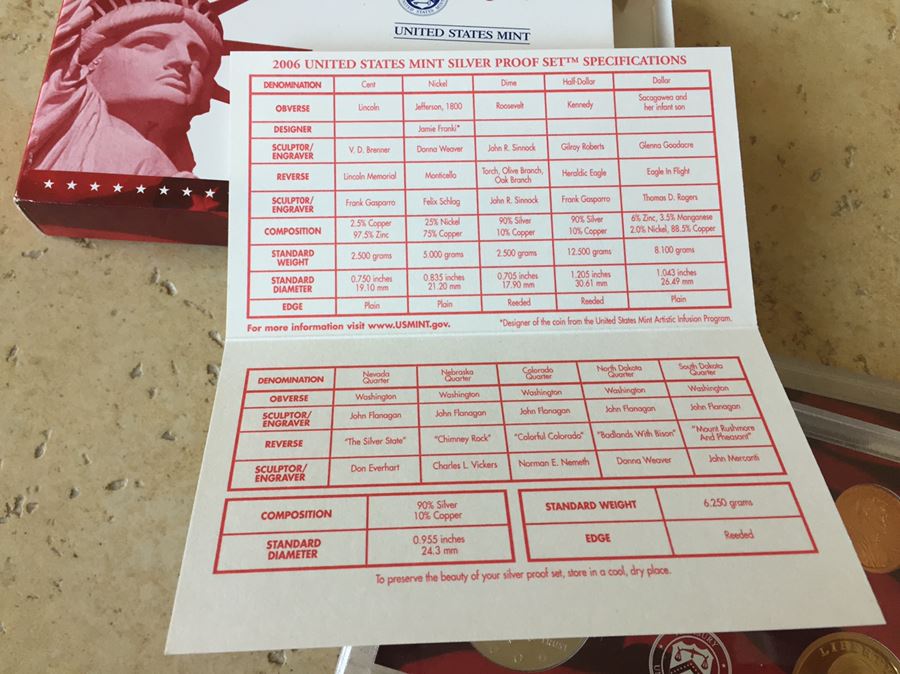 UNITED STATES MINT
2006 UNITED STATES MINT SILVER PROOF SET™ SPECIFICATIONS
DENOMINATION Cent Nickel Dime Half-Dollar Dollar
OBVERSE Lincoln Jefferson, 1800 Roosevelt Kennedy Sacagawea and
her infant son
DESIGNER Jamie Franki*
SCULPTOR/
ENGRAVER V. D. Brenner Donna Weaver John R. Sinnock Gilroy Roberts Glenna Goodacre
REVERSE Lincoln Memorial Monticello Torch, Olive Branch,
Oak Branch Heraldic Eagle Eagle In Flight
SCULPTOR/
ENGRAVER Frank Gasparro Felix Schlag John R. Sinnock Frank Gasparro Thomas D. Rogers
COMPOSITION 2.5% Copper 25% Nickel 90% Silver 90% Silver 6% Zinc, 3.5% Manganese
97.5% Zinc 75% Copper 10% Copper 10% Copper 2.0% Nickel, 88.5% Copper
STANDARD
WEIGHT 2.500 grams 5.000 grams 2.500 grams 12.500 grams 8.100 grams
STANDARD
DIAMETER 0.750 inches 0.835 inches 0.705 inches 1.205 inches 1.043 inches
19.10 mm 21.20 mm 17.90 mm 30.61 mm 26.49 mm
EDGE Plain Plain Reeded Reeded Plain
For more information visit www.USMINT.gov. *Designer of the coin from the United States Mint Artistic Infusion Program.
DENOMINATION Nevada Nebraska Colorado North Dakota South Dakota
Quarter Quarter Quarter Quarter Quarter
OBVERSE Washington Washington Washington Washington Washington
SCULPTOR/
ENGRAVER John Flanagan John Flanagan John Flanagan John Flanagan John Flanagan
REVERSE "The Silver State" "Chimney Rock" "Colorful Colorado" "Badlands With Bison" "Mount Rushmore
And Pheasant"
SCULPTOR/
ENGRAVER Don Everhart Charles L. Vickers Norman E. Nemeth Donna Weaver John Mercanti
COMPOSITION 90% Silver
10% Copper
STANDARD WEIGHT 6.250 grams
STANDARD
DIAMETER 0.955 inches
24.3 mm
EDGE Reeded
To preserve the beauty of your silver proof set, store in a cool, dry place.
LIBERTY